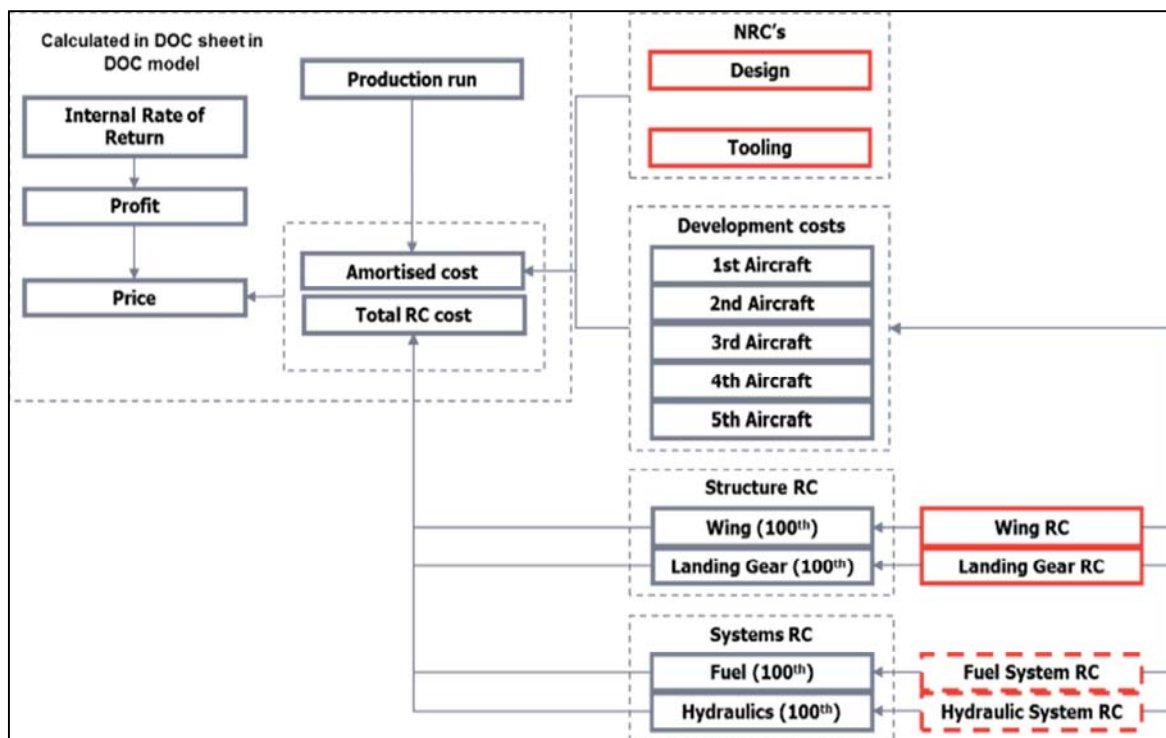 Calculated in DOC sheet in
DOC model
Internal Rate of
Return
Profit
Price
Production run
Amortised cost
Total RC cost
NRC's
Design
Tooling
Development costs
1st Aircraft
2nd Aircraft
3rd Aircraft
4th Aircraft
5th Aircraft
Structure RC
Wing (100th)
Landing Gear (100th)
Wing RC
Landing Gear RC
Systems RC
Fuel (100th)
Hydraulics (100th)
Fuel System RC
Hydraulic System RC